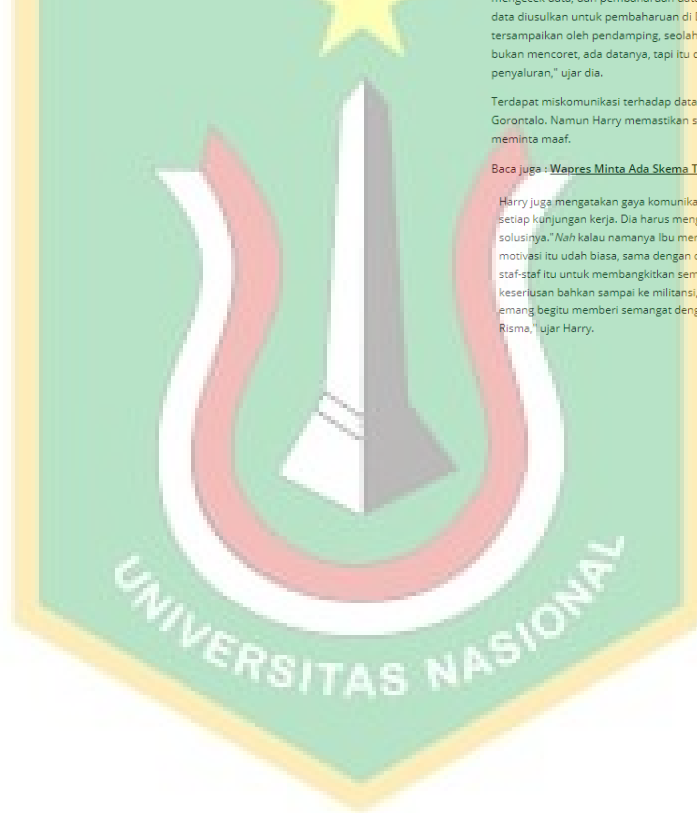 mengecek data, dan pembaharuan
data diusulkan untuk pembaharuan di
tersampaikan oleh pendamping, seolah
bukan mencoret, ada datanya, tapi itu
penyaluran,” ujar dia.
Terdapat miskomunikasi terhadap data
Gorontalo. Namun Harry memastikan s
meminta maaf.
Baca juga : Wapres Minta Ada Skema T
Harry juga mengatakan gaya komunika
setiap kunjungan kerja. Dia harus meng
solusinya.“Nah kalau namanya Ibu mer
motivasi itu udah biasa, sama dengan
staf-staf itu untuk membangkitkan sem
keseriusan bahkan sampai ke militansi,
emang begitu memberi semangat deng
Risma,” ujar Harry.
UNIVERSITAS NASIONAL